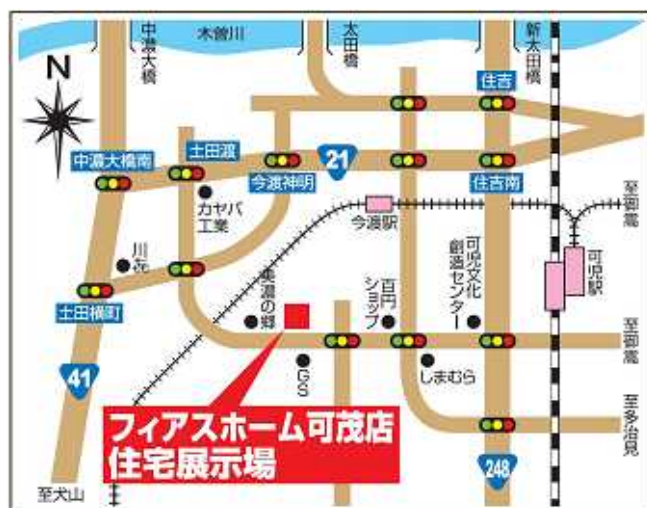 木曽川
中濃大橋
太田橋
新太田橋
N
住吉
土田渡
中濃大橋南
今渡神明
21
住吉南
カヤバ
工業
今渡駅
至御嵩
川㐂
美濃の郷
百円
ショップ
可児文化
創造センター
可児駅
土田横町
GS
しまむら
至御嵩
41
フィアスホーム可茂店
住宅展示場
至多治見
248
至犬山